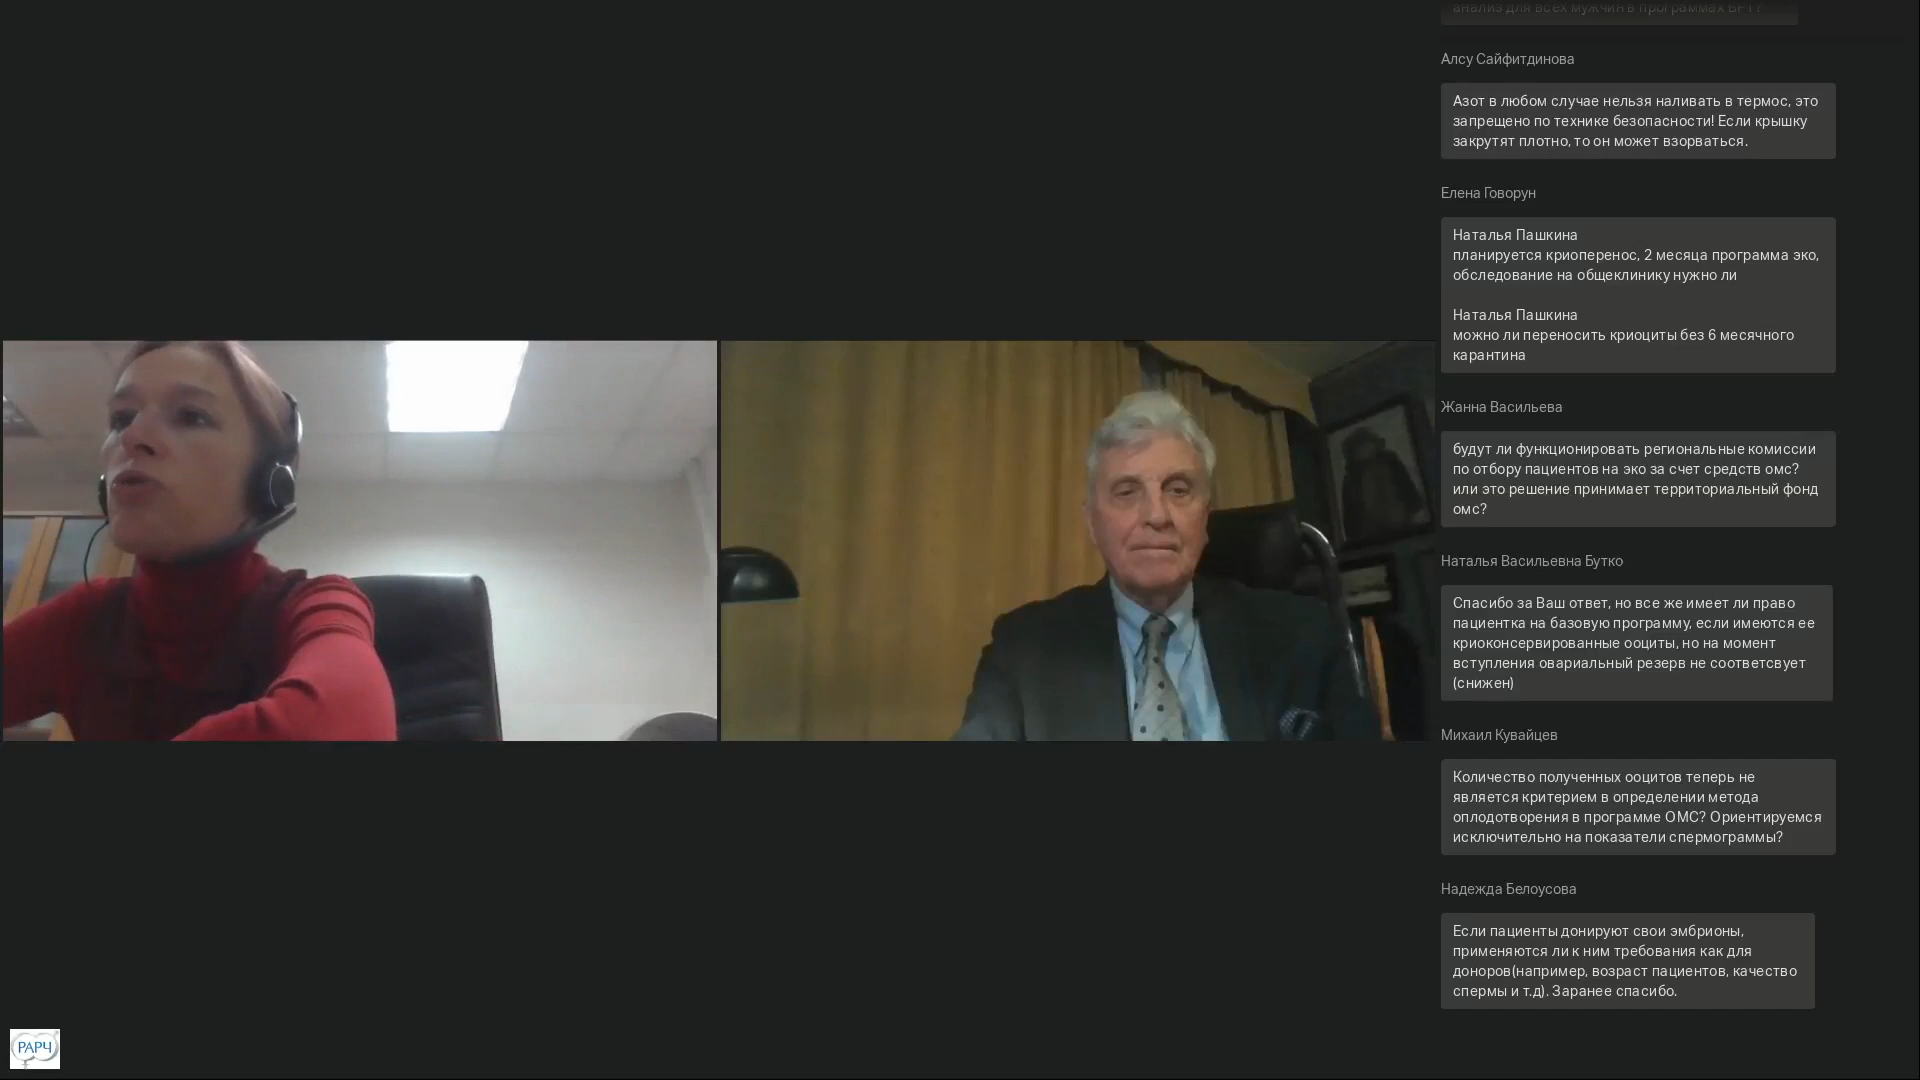 анализ для всех мужчин в программах ВРТ?
Алсу Сайфитдинова
Азот в любом случае нельзя наливать в термос, это
запрещено по технике безопасности! Если крышку
закрутят плотно, то он может взорваться.
Елена Говорун
Наталья Пашкина
планируется криоперенос, 2 месяца программа эко,
обследование на общеклинику нужно ли
Наталья Пашкина
можно ли переносить криоциты без 6 месячного
карантина
Жанна Васильева
будут ли функционировать региональные комиссии
по отбору пациентов на эко за счет средств омс?
или это решение принимает территориальный фонд
омс?
Наталья Васильевна Бутко
Спасибо за Ваш ответ, но все же имеет ли право
пациентка на базовую программу, если имеются ее
криоконсервированные ооциты, но на момент
вступления овариальный резерв не соответсвует
(снижен)
Михаил Кувайцев
Количество полученных ооцитов теперь не
является критерием в определении метода
оплодотворения в программе ОМС? Ориентируемся
исключительно на показатели спермограммы?
Надежда Белоусова
Если пациенты донируют свои эмбрионы,
применяются ли к ним требования как для
доноров(например, возраст пациентов, качество
спермы и т.д). Заранее спасибо.
РАРЧ